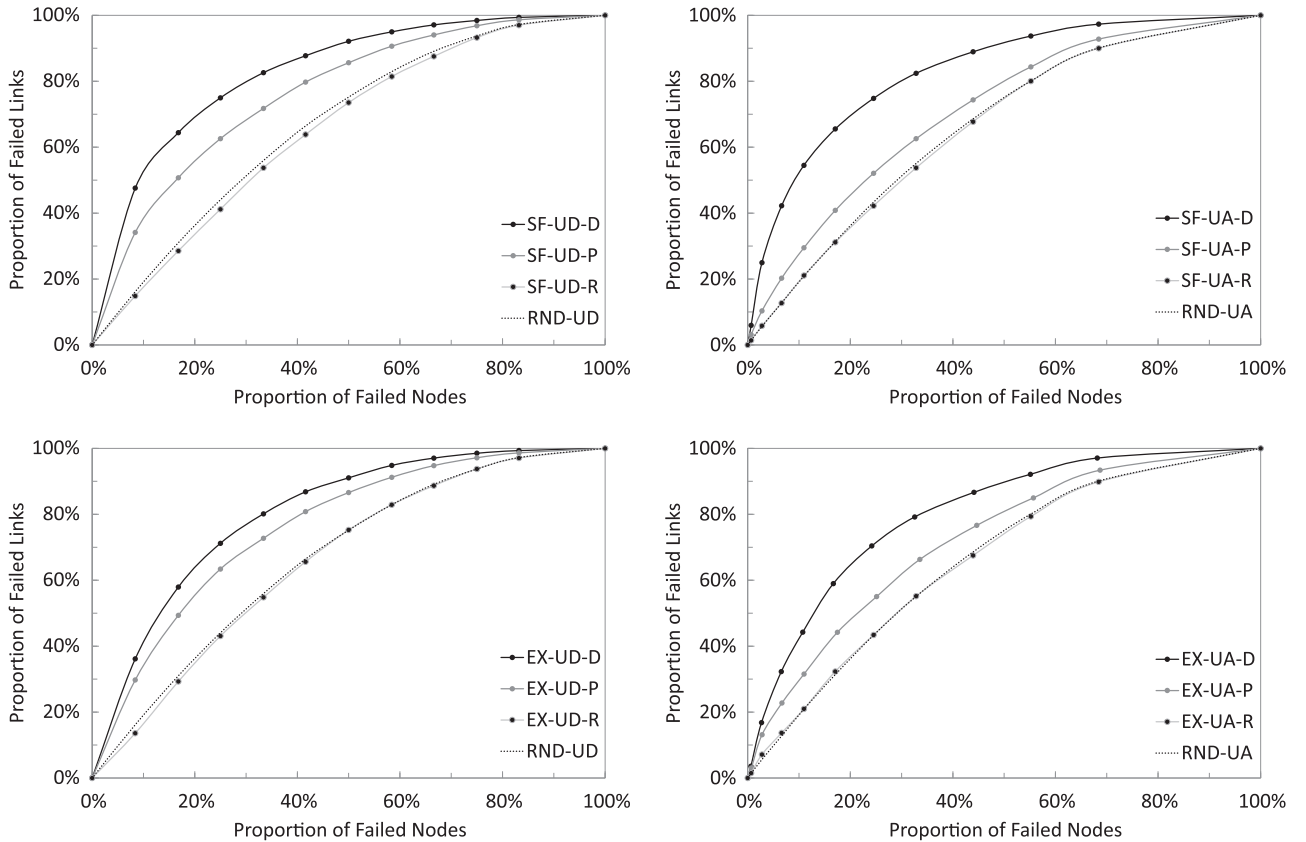 100%
80%
60%
40%
20%
0%
Proportion of Failed Links
SF-UD-D
SF-UD-P
SF-UD-R
RND-UD
0% 20% 40% 60% 80% 100%
Proportion of Failed Nodes
100%
80%
60%
40%
20%
0%
Proportion of Failed Links
SF-UA-D
SF-UA-P
SF-UA-R
RND-UA
0% 20% 40% 60% 80% 100%
Proportion of Failed Nodes
100%
80%
60%
40%
20%
0%
Proportion of Failed Links
EX-UD-D
EX-UD-P
EX-UD-R
RND-UD
0% 20% 40% 60% 80% 100%
Proportion of Failed Nodes
100%
80%
60%
40%
20%
0%
Proportion of Failed Links
EX-UA-D
EX-UA-P
EX-UA-R
RND-UA
0% 20% 40% 60% 80% 100%
Proportion of Failed Nodes